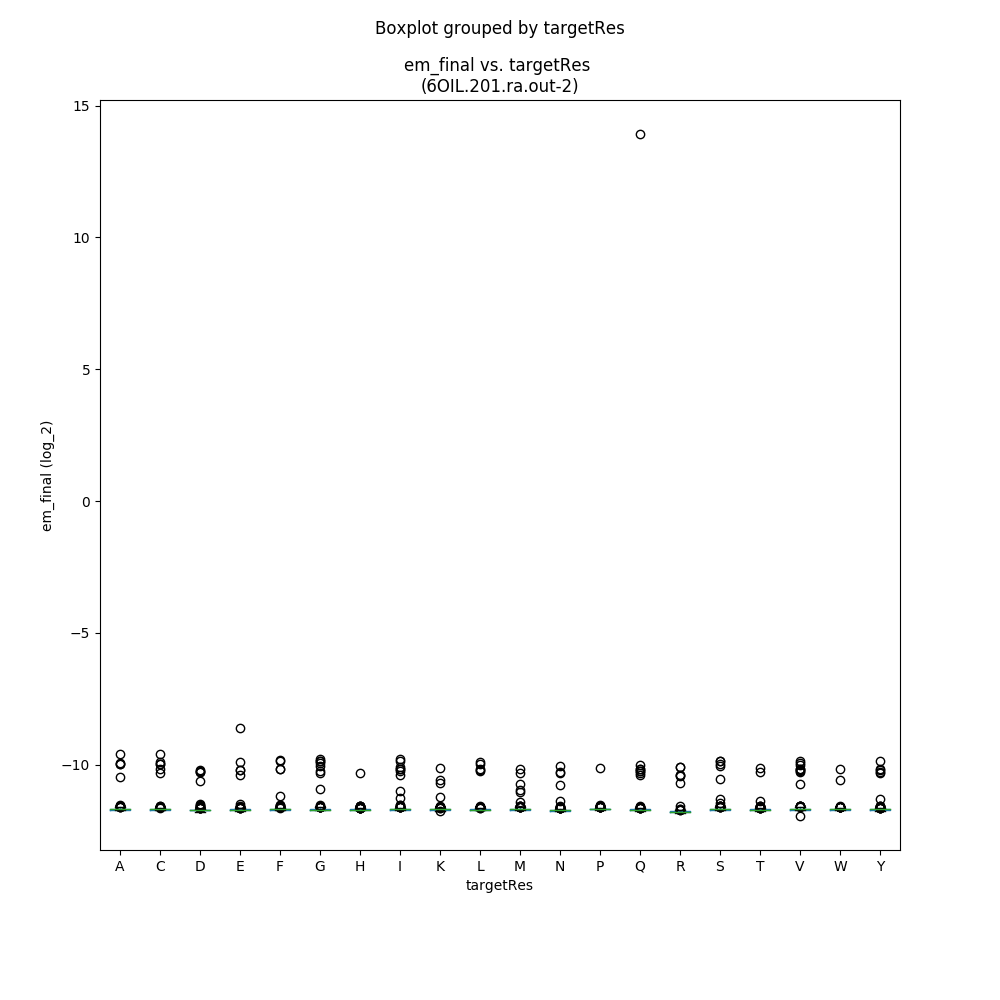 Boxplot grouped by targetRes
em_final vs. targetRes
(6OIL.201.ra.out-2)
15
10
5
0
−5
−10
em_final (log_2)
A C D E F G H I K L M N P Q R S T V W Y
targetRes